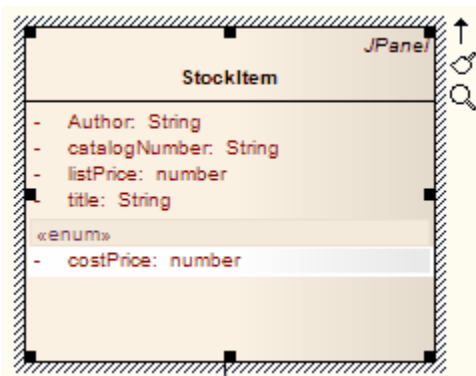 JPanel
StockItem
- Author: String
- catalogNumber: String
- listPrice: number
- title: String
«enum»
- costPrice: number